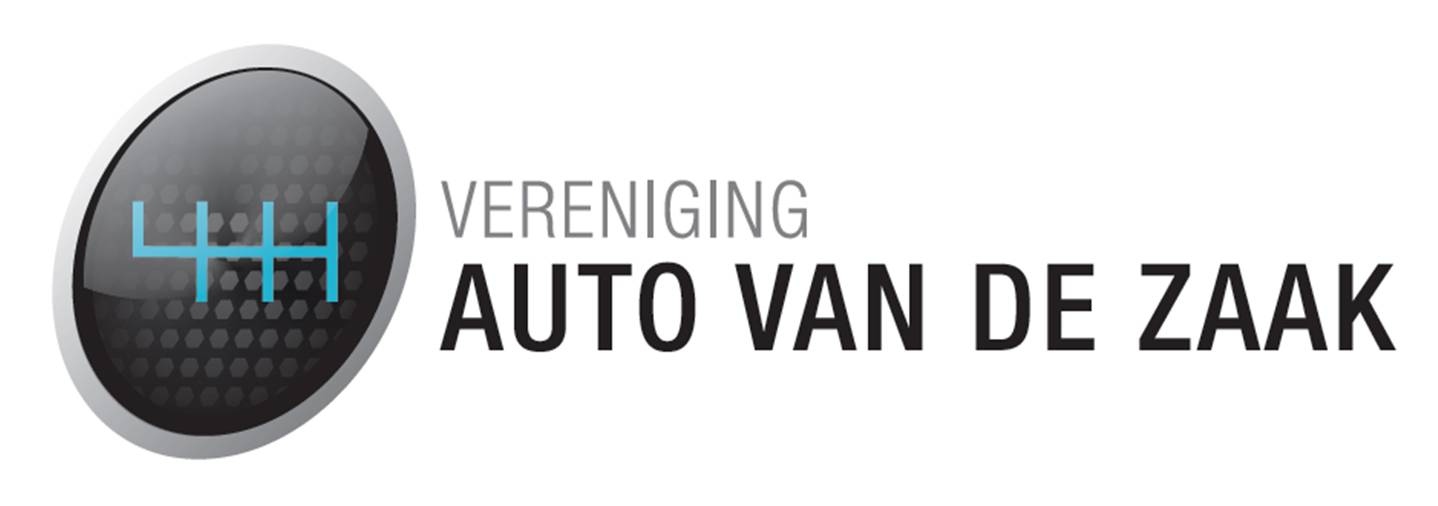 VERENIGING
AUTO VAN DE ZAAK